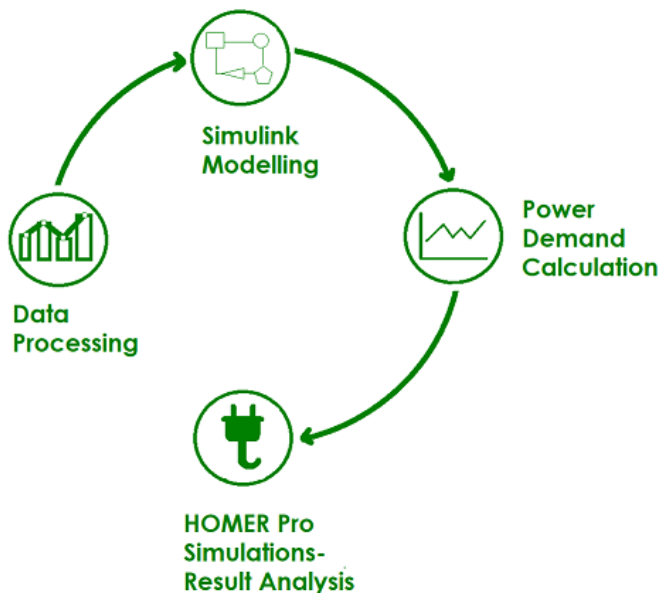 Simulink
Modelling
Power
Demand
Calculation
Data
Processing
HOMER Pro
Simulations-
Result Analysis